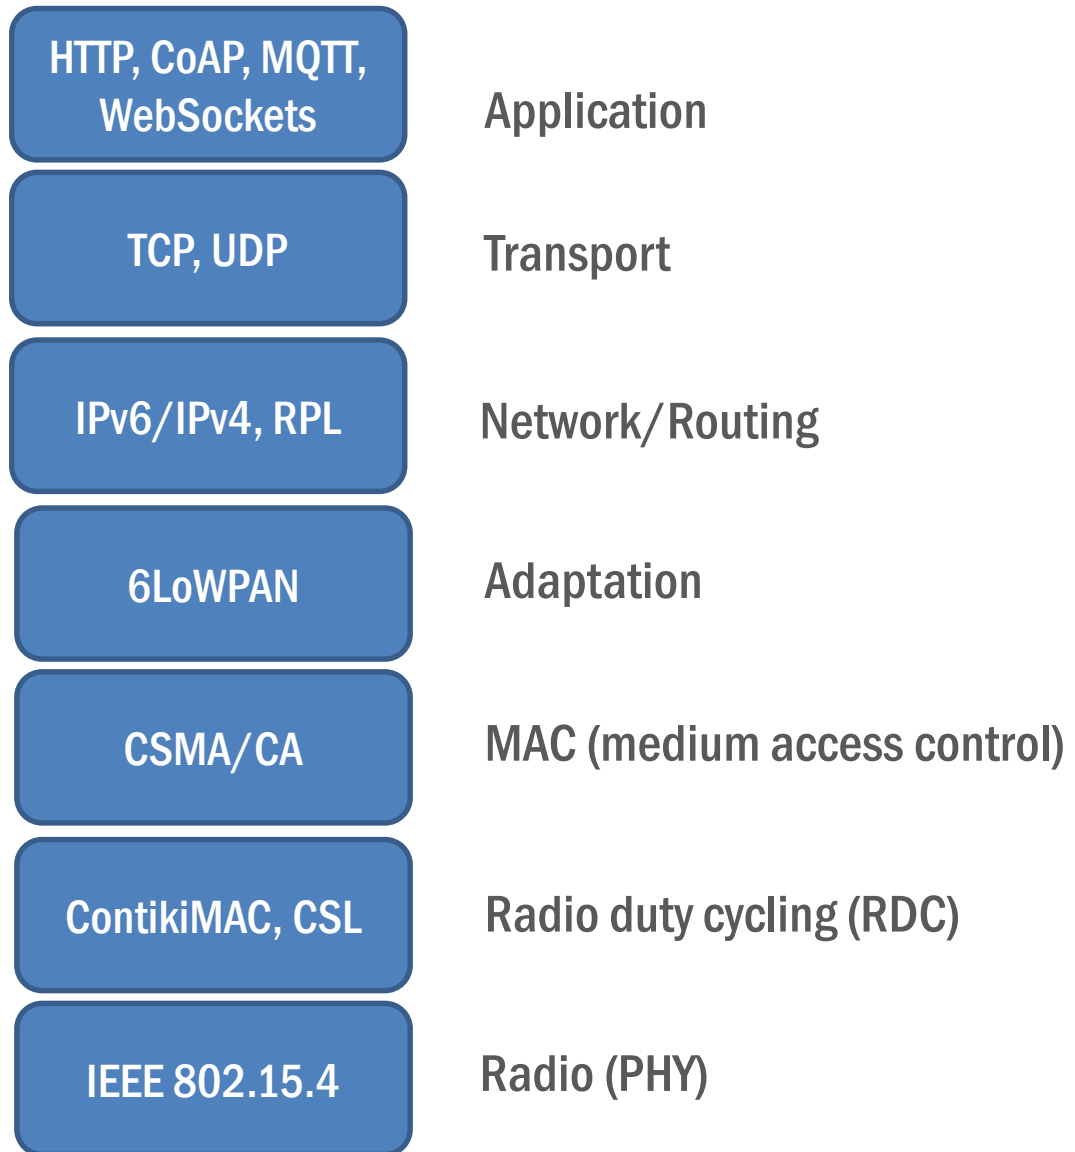 HTTP, CoAP, MQTT,
WebSockets
Application
TCP, UDP
Transport
IPv6/IPv4, RPL
Network/Routing
6LoWPAN
Adaptation
CSMA/CA
MAC (medium access control)
ContikiMAC, CSL
Radio duty cycling (RDC)
IEEE 802.15.4
Radio (PHY)